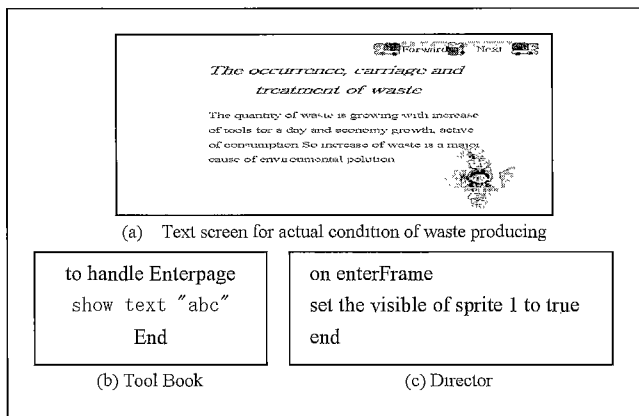 Forward Next
The occurrence, carriage and
treatment of waste
The quantity of waste is growing with increase
of tools for a day and economy growth, active
of consumption So increase of waste is a major
cause of environmental polution
(a) Text screen for actual condition of waste producing
to handle Enterpage
show text "abc"
End
(b) Tool Book
on enterFrame
set the visible of sprite 1 to true
end
(c) Director